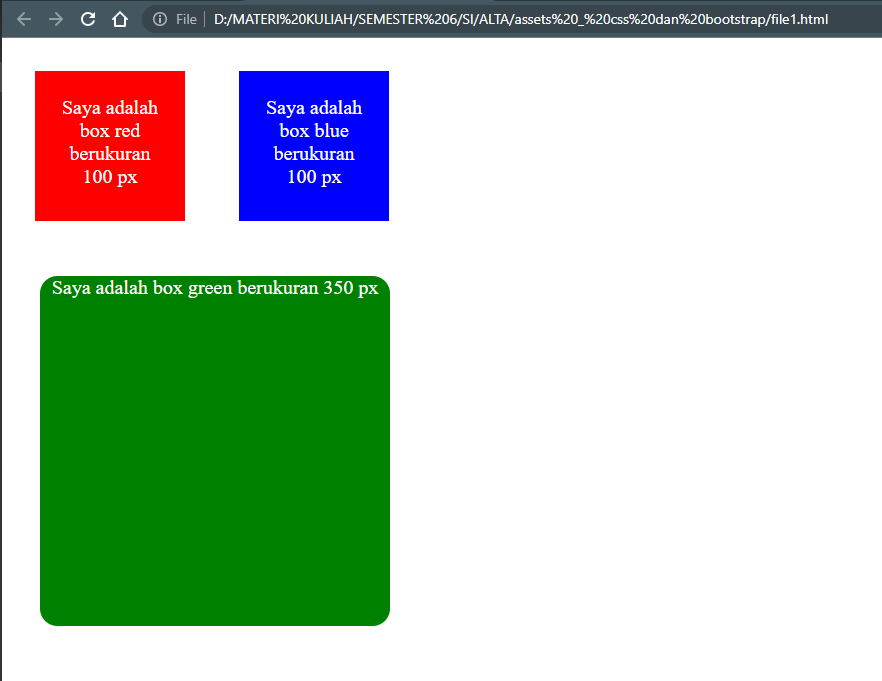 File
D:/MATERI%20KULIAH/SEMESTER%206/SI/ALTA/assets%20_%20css%20dan%20bootstrap/file1.html
Saya adalah
box red
berukuran
100 px
Saya adalah
box blue
berukuran
100 px
Saya adalah box green berukuran 350 px